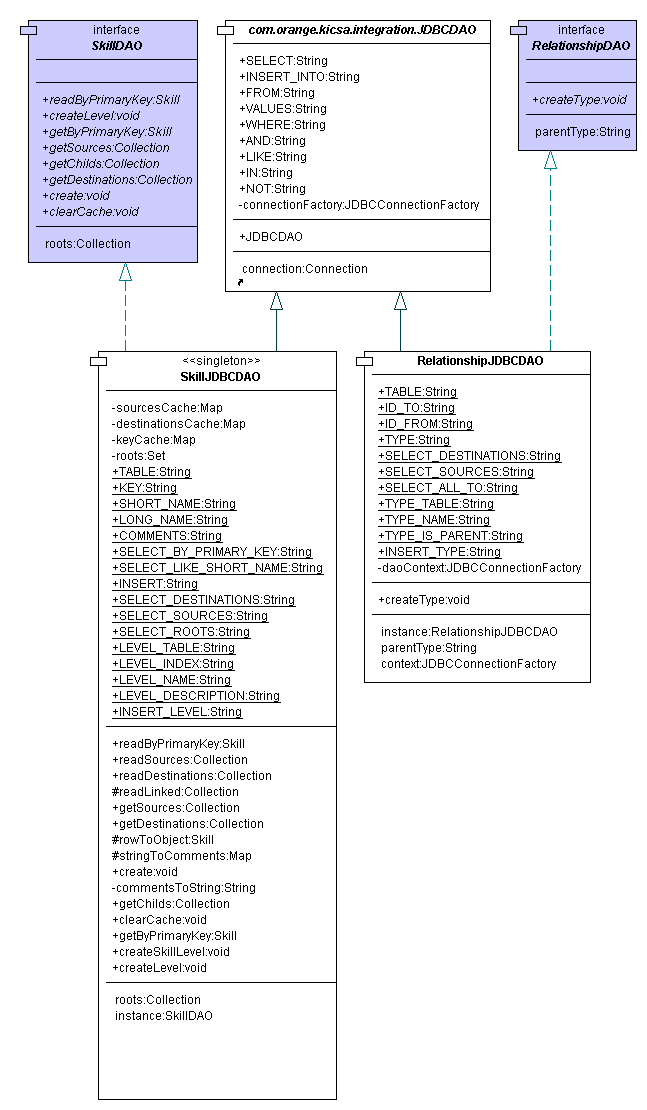 interface
SkillDAO
+readByPrimaryKey:Skill
+createLevel:void
+getByPrimaryKey:Skill
+getSources:Collection
+getChilds:Collection
+getDestinations:Collection
+create:void
+clearCache:void
roots:Collection
com.orange.kicsa.integration.JDBCDAO
+SELECT:String
+INSERT_INTO:String
+FROM:String
+VALUES:String
+WHERE:String
+AND:String
+LIKE:String
+IN:String
+NOT:String
-connectionFactory:JDBCConnectionFactory
+JDBCDAO
connection:Connection
interface
RelationshipDAO
+createType:void
parentType:String
<<singleton>>
SkillJDBCDAO
-sourcesCache:Map
-destinationsCache:Map
-keyCache:Map
-roots:Set
+TABLE:String
+KEY:String
+SHORT_NAME:String
+LONG_NAME:String
+COMMENTS:String
+SELECT_BY_PRIMARY_KEY:String
+SELECT_LIKE_SHORT_NAME:String
+INSERT:String
+SELECT_DESTINATIONS:String
+SELECT_SOURCES:String
+SELECT_ROOTS:String
+LEVEL_TABLE:String
+LEVEL_INDEX:String
+LEVEL_NAME:String
+LEVEL_DESCRIPTION:String
+INSERT_LEVEL:String
+readByPrimaryKey:Skill
+readSources:Collection
+readDestinations:Collection
#readLinked:Collection
+getSources:Collection
+getDestinations:Collection
#rowToObject:Skill
#stringToComments:Map
+create:void
-commentsToString:String
+getChilds:Collection
+clearCache:void
+getByPrimaryKey:Skill
+createSkillLevel:void
+createLevel:void
roots:Collection
instance:SkillDAO
RelationshipJDBCDAO
+TABLE:String
+ID_TO:String
+ID_FROM:String
+TYPE:String
+SELECT_DESTINATIONS:String
+SELECT_SOURCES:String
+SELECT_ALL_TO:String
+TYPE_TABLE:String
+TYPE_NAME:String
+TYPE_IS_PARENT:String
+INSERT_TYPE:String
-daoContext:JDBCConnectionFactory
+createType:void
instance:RelationshipJDBCDAO
parentType:String
context:JDBCConnectionFactory